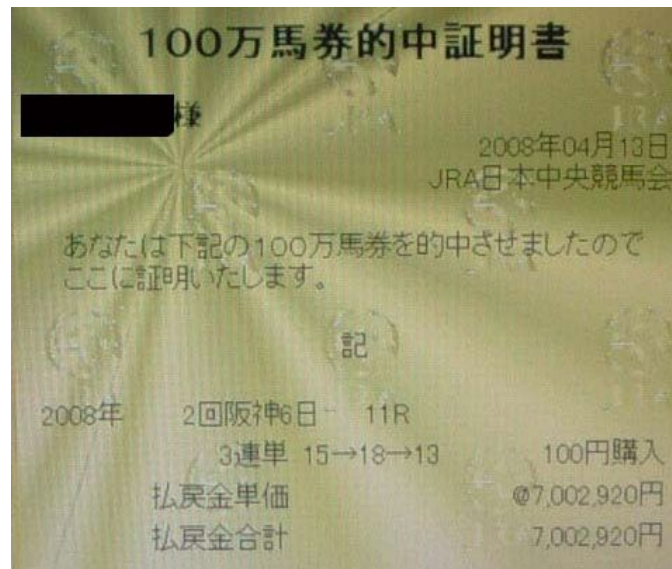 100万馬券的中証明書
様
2008年04月13日
JRA日本中央競馬会
あなたは下記の100万馬券を的中させましたので
ここに証明いたします。
記
2008年 2回阪神6日 11R
3連単 15→18→13 100円購入
払戻金単価 @7,002,920円
払戻金合計 7,002,920円